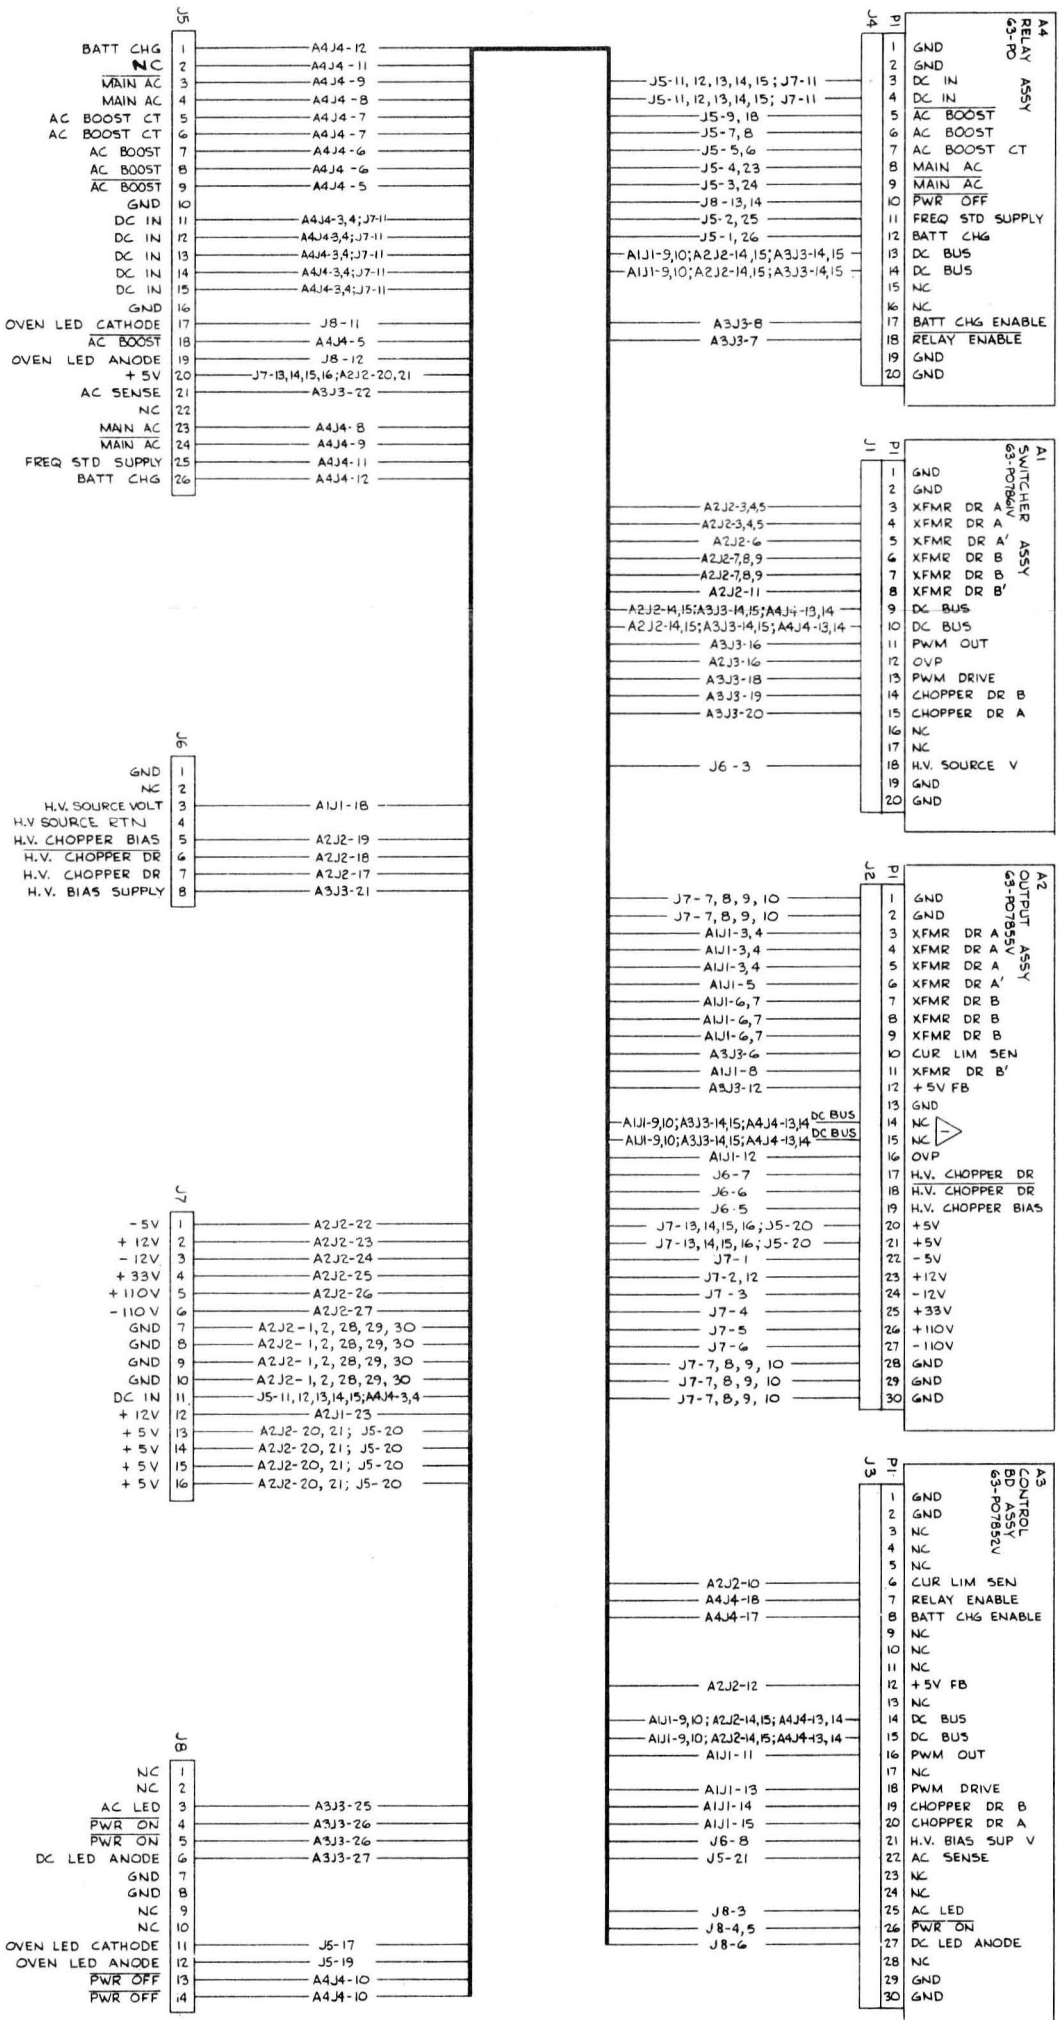 J5
BATT CHG 1 A4J4-12
NC 2 A4J4-11
MAIN AC 3 A4J4-9
MAIN AC 4 A4J4-8
AC BOOST CT 5 A4J4-7
AC BOOST CT 6 A4J4-7
AC BOOST 7 A4J4-6
AC BOOST 8 A4J4-6
AC BOOST 9 A4J4-5
GND 10
DC IN 11 A4J4-3,4;J7-11
DC IN 12 A4J4-3,4;J7-11
DC IN 13 A4J4-3,4;J7-11
DC IN 14 A4J4-3,4;J7-11
DC IN 15 A4J4-3,4;J7-11
GND 16
OVEN LED CATHODE 17 J8-11
AC BOOST 18 A4J4-5
OVEN LED ANODE 19 J8-12
+ 5V 20 J7-13,14,15,16;A2J2-20,21
AC SENSE 21 A3J3-22
NC 22
MAIN AC 23 A4J4-8
MAIN AC 24 A4J4-9
FREQ STD SUPPLY 25 A4J4-11
BATT CHG 26 A4J4-12
J6
GND 1
NC 2
H.V. SOURCE VOLT 3 A1J1-18
H.V SOURCE RTN 4
H.V. CHOPPER BIAS 5 A2J2-19
H.V. CHOPPER DR 6 A2J2-18
H.V. CHOPPER DR 7 A2J2-17
H.V. BIAS SUPPLY 8 A3J3-21
J7
- 5V 1 A2J2-22
+ 12V 2 A2J2-23
- 12V 3 A2J2-24
+ 33V 4 A2J2-25
+ 110V 5 A2J2-26
- 110 V 6 A2J2-27
GND 7 A2J2-1,2,28,29,30
GND 8 A2J2-1,2,28,29,30
GND 9 A2J2-1,2,28,29,30
GND 10 A2J2-1,2,28,29,30
DC IN 11 J5-11,12,13,14,15;A4J4-3,4
+ 12V 12 A2J1-23
+ 5V 13 A2J2-20, 21; J5-20
+ 5V 14 A2J2-20, 21; J5-20
+ 5V 15 A2J2-20, 21; J5-20
+ 5V 16 A2J2-20, 21; J5-20
J8
NC 1
NC 2
AC LED 3 A3J3-25
PWR ON 4 A3J3-26
PWR ON 5 A3J3-26
DC LED ANODE 6 A3J3-27
GND 7
GND 8
NC 9
NC 10
OVEN LED CATHODE 11 J5-17
OVEN LED ANODE 12 J5-19
PWR OFF 13 A4J4-10
PWR OFF 14 A4J4-10
A4
RELAY ASSY
63-PO
J4 P1
1 GND
2 GND
J5-11,12,13,14,15; J7-11 3 DC IN
J5-11,12,13,14,15; J7-11 4 DC IN
J5-9, 18 5 AC BOOST
J5-7,8 6 AC BOOST
J5-5,6 7 AC BOOST CT
J5-4,23 8 MAIN AC
J5-3,24 9 MAIN AC
J8-13,14 10 PWR OFF
J5-2,25 11 FREQ STD SUPPLY
J5-1,26 12 BATT CHG
A1J1-9,10;A2J2-14,15;A3J3-14,15 13 DC BUS
A1J1-9,10;A2J2-14,15;A3J3-14,15 14 DC BUS
15 NC
16 NC
A3J3-8 17 BATT CHG ENABLE
A3J3-7 18 RELAY ENABLE
19 GND
20 GND
A1
SWITCHER ASSY
63-PO7861V
J1 P1
1 GND
2 GND
A2J2-3,4,5 3 XFMR DR A
A2J2-3,4,5 4 XFMR DR A
A2J2-6 5 XFMR DR A'
A2J2-7,8,9 6 XFMR DR B
A2J2-7,8,9 7 XFMR DR B
A2J2-11 8 XFMR DR B'
A2J2-14,15;A3J3-14,15;A4J4-13,14 9 DC BUS
A2J2-14,15;A3J3-14,15;A4J4-13,14 10 DC BUS
A3J3-16 11 PWM OUT
A2J3-16 12 OVP
A3J3-18 13 PWM DRIVE
A3J3-19 14 CHOPPER DR B
A3J3-20 15 CHOPPER DR A
16 NC
17 NC
J6-3 18 H.V. SOURCE V
19 GND
20 GND
A2
OUTPUT ASSY
63-PO7855V
J2 P1
J7-7, 8, 9, 10 1 GND
J7-7, 8, 9, 10 2 GND
A1J1-3,4 3 XFMR DR A
A1J1-3,4 4 XFMR DR A
A1J1-3,4 5 XFMR DR A
A1J1-5 6 XFMR DR A'
A1J1-6,7 7 XFMR DR B
A1J1-6,7 8 XFMR DR B
A1J1-6,7 9 XFMR DR B
A3J3-6 10 CUR LIM SEN
A1J1-8 11 XFMR DR B'
A3J3-12 12 +5V FB
13 GND
A1J1-9,10;A3J3-14,15;A4J4-13,14 DC BUS 14 NC
A1J1-9,10;A3J3-14,15;A4J4-13,14 DC BUS 15 NC
A1J1-12 16 OVP
J6-7 17 H.V. CHOPPER DR
J6-6 18 H.V. CHOPPER DR
J6-5 19 H.V. CHOPPER BIAS
J7-13,14,15,16; J5-20 20 +5V
J7-13,14,15,16; J5-20 21 +5V
J7-1 22 -5V
J7-2,12 23 +12V
J7-3 24 -12V
J7-4 25 +33V
J7-5 26 +110V
J7-6 27 -110V
J7-7, 8, 9, 10 28 GND
J7-7, 8, 9, 10 29 GND
J7-7, 8, 9, 10 30 GND
A3
CONTROL
BD ASSY
63-PO7852V
J3 P1
1 GND
2 GND
3 NC
4 NC
5 NC
A2J2-10 6 CUR LIM SEN
A4J4-18 7 RELAY ENABLE
A4J4-17 8 BATT CHG ENABLE
9 NC
10 NC
11 NC
A2J2-12 12 +5V FB
13 NC
A1J1-9,10;A2J2-14,15;A4J4-13,14 14 DC BUS
A1J1-9,10;A2J2-14,15;A4J4-13,14 15 DC BUS
A1J1-11 16 PWM OUT
17 NC
A1J1-13 18 PWM DRIVE
A1J1-14 19 CHOPPER DR B
A1J1-15 20 CHOPPER DR A
J6-8 21 H.V. BIAS SUP V
J5-21 22 AC SENSE
23 NC
24 NC
J8-3 25 AC LED
J8-4,5 26 PWR ON
J8-6 27 DC LED ANODE
28 NC
29 GND
30 GND